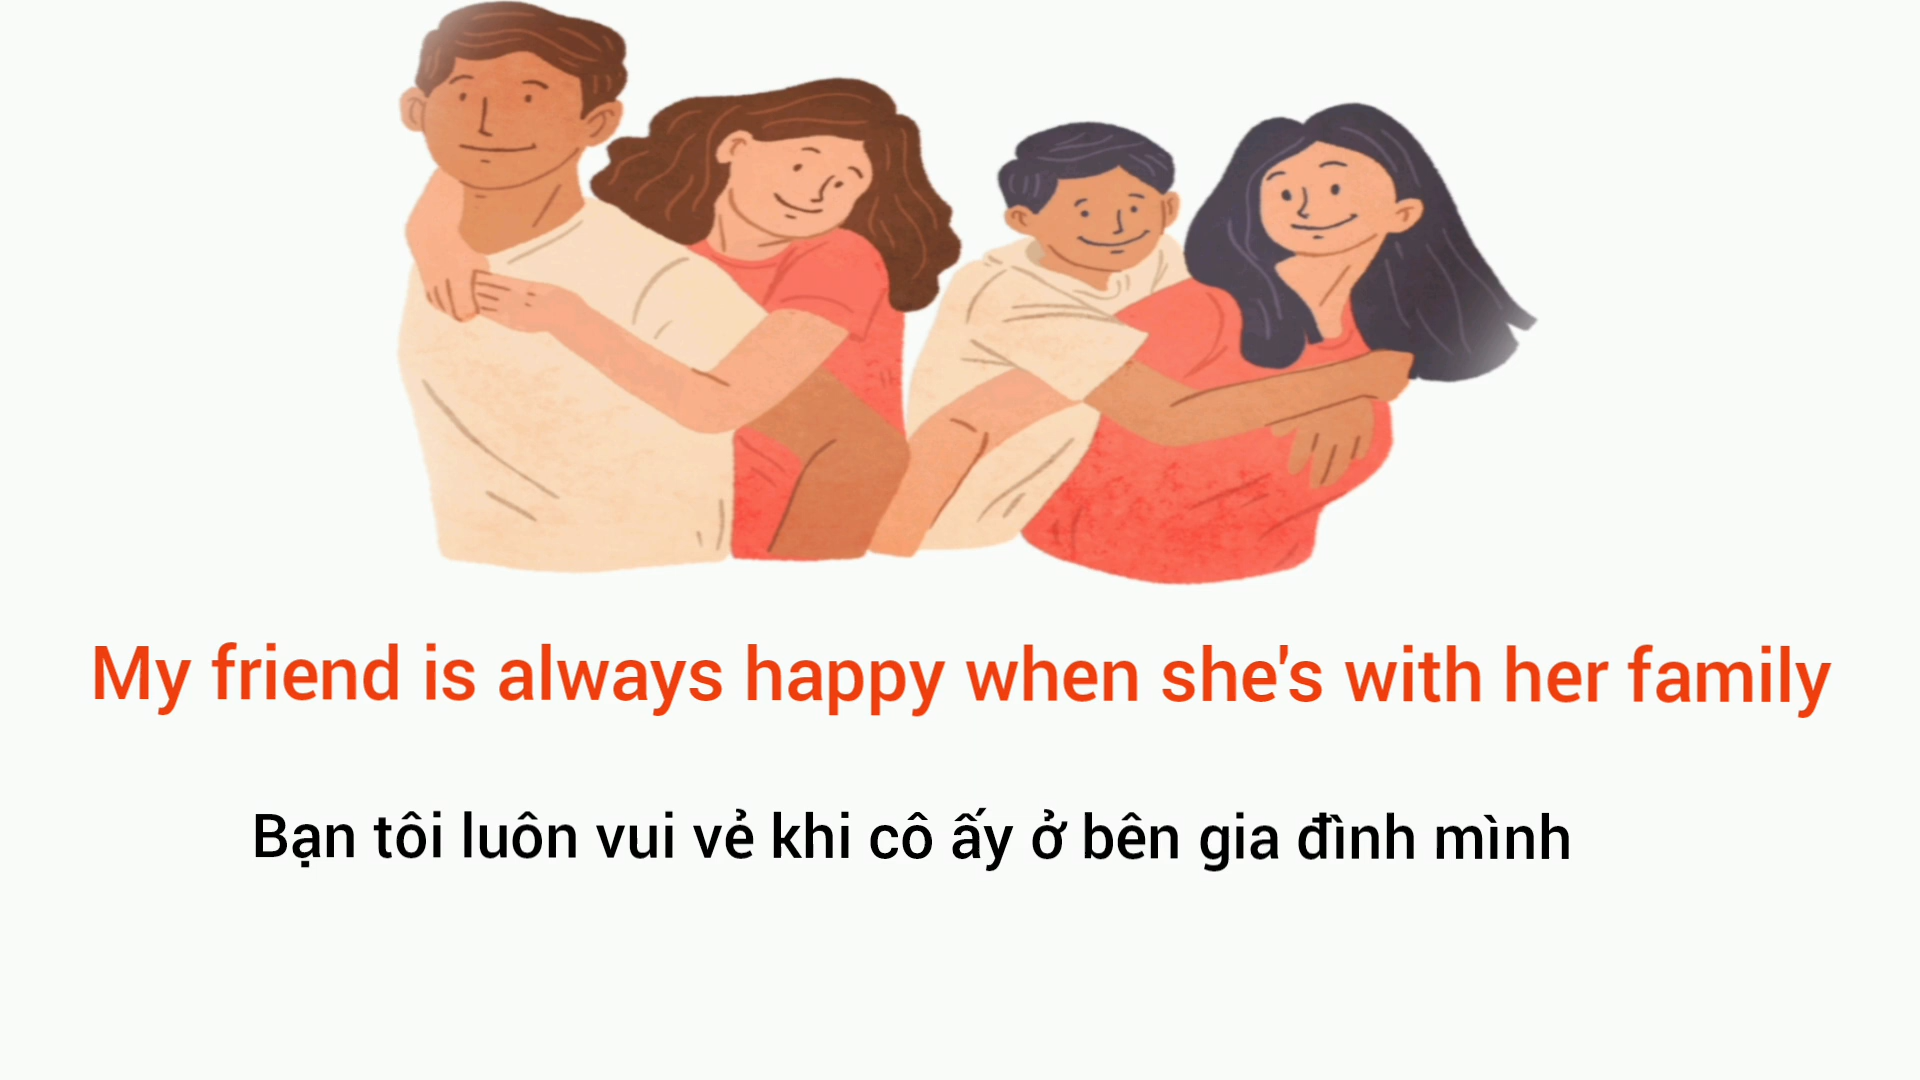 My friend is always happy when she's with her family
Bạn tôi luôn vui vẻ khi cô ấy ở bên gia đình mình